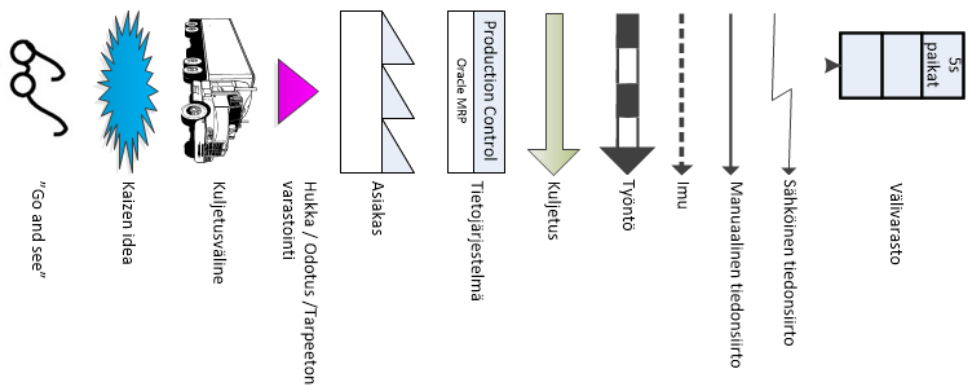 5s
paikat
Välivarasto
Sähköinen tiedonsiirto
Manuaalinen tiedonsiirto
Imu
Työntö
Kuljetus
Production Control
Oracle MRP
Tietojärjestelmä
Asiakas
Hukka / Odotus /Tarpeeton
varastointi
Kuljetusväline
Kaizen idea
"Go and see"